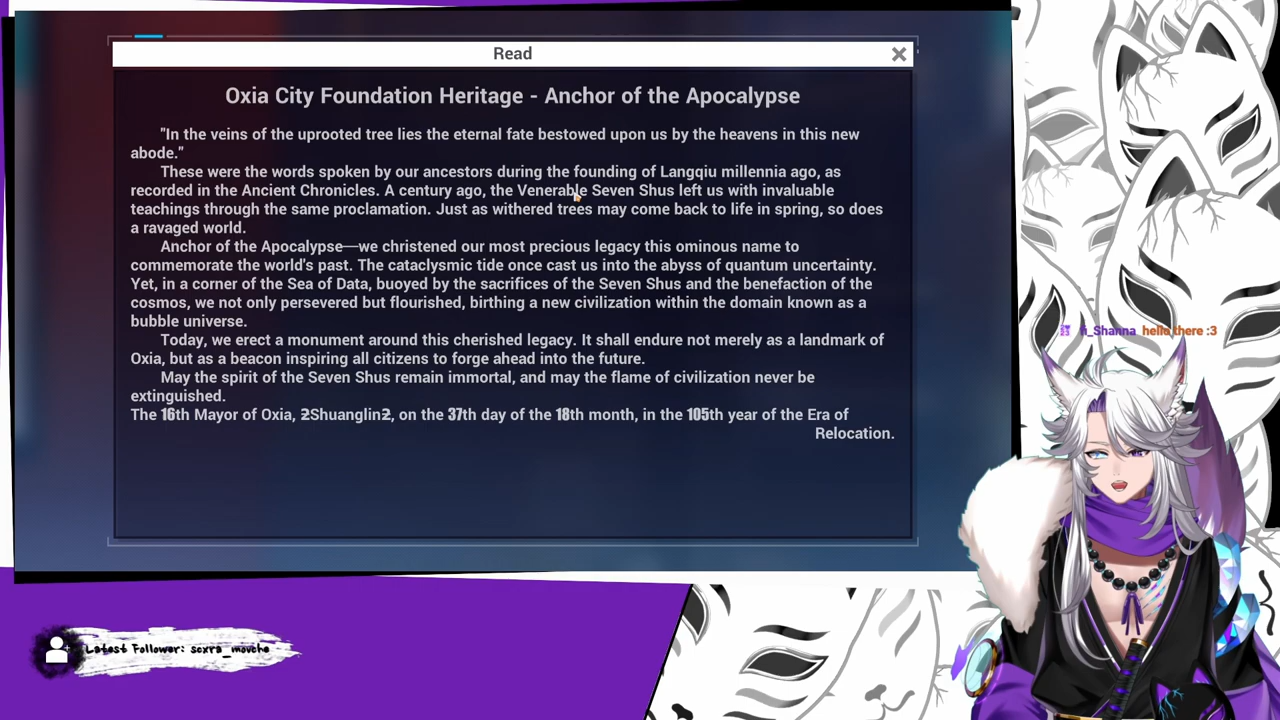 Read
Oxia City Foundation Heritage - Anchor of the Apocalypse
"In the veins of the uprooted tree lies the eternal fate bestowed upon us by the heavens in this new
abode."
These were the words spoken by our ancestors during the founding of Langqiu millennia ago, as
recorded in the Ancient Chronicles. A century ago, the Venerable Seven Shus left us with invaluable
teachings through the same proclamation. Just as withered trees may come back to life in spring, so does
a ravaged world.
Anchor of the Apocalypse—we christened our most precious legacy this ominous name to
commemorate the world's past. The cataclysmic tide once cast us into the abyss of quantum uncertainty.
Yet, in a corner of the Sea of Data, buoyed by the sacrifices of the Seven Shus and the benefaction of the
cosmos, we not only persevered but flourished, birthing a new civilization within the domain known as a
bubble universe.
Today, we erect a monument around this cherished legacy. It shall endure not merely as a landmark of
Oxia, but as a beacon inspiring all citizens to forge ahead into the future.
May the spirit of the Seven Shus remain immortal, and may the flame of civilization never be
extinguished.
The 16th Mayor of Oxia, 2Shuanglin2, on the 37th day of the 18th month, in the 105th year of the Era of
Relocation.
hello there :3
Latest Follower: scxra_movche